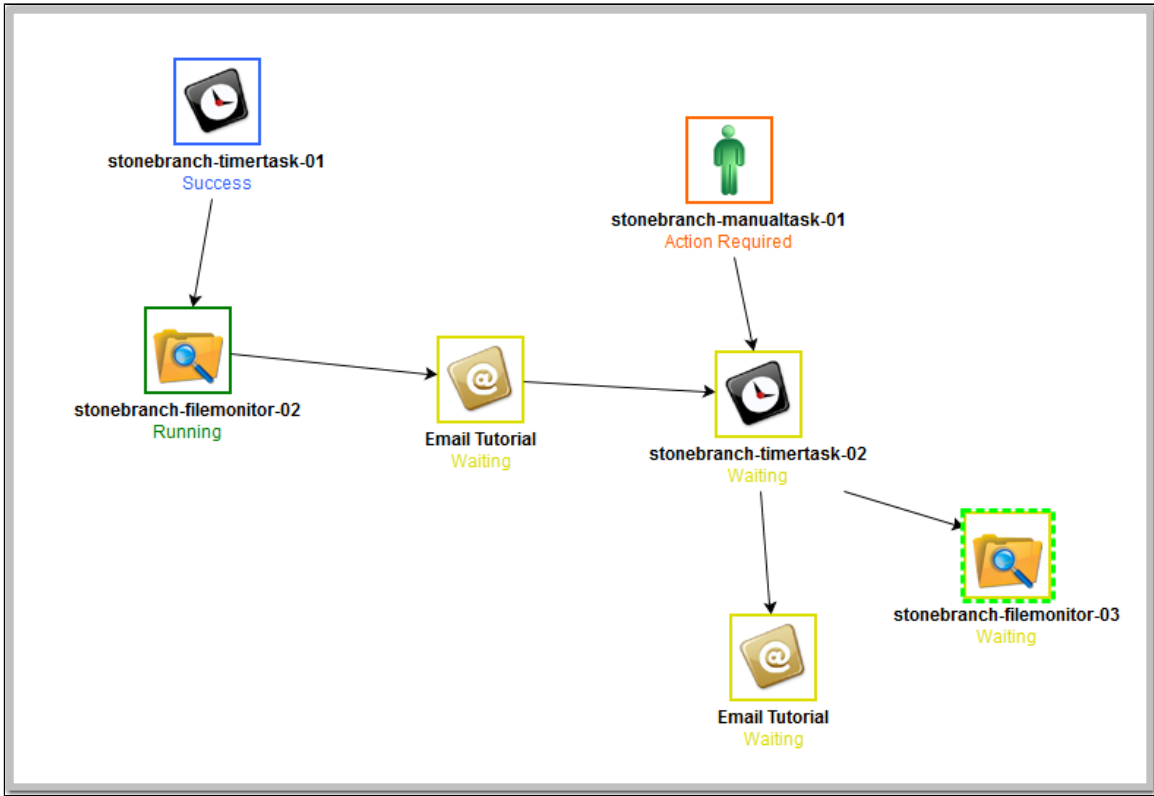 stonebranch-timertask-01
Success
stonebranch-manualtask-01
Action Required
stonebranch-filemonitor-02
Running
Email Tutorial
Waiting
stonebranch-timertask-02
Waiting
stonebranch-filemonitor-03
Waiting
Email Tutorial
Waiting